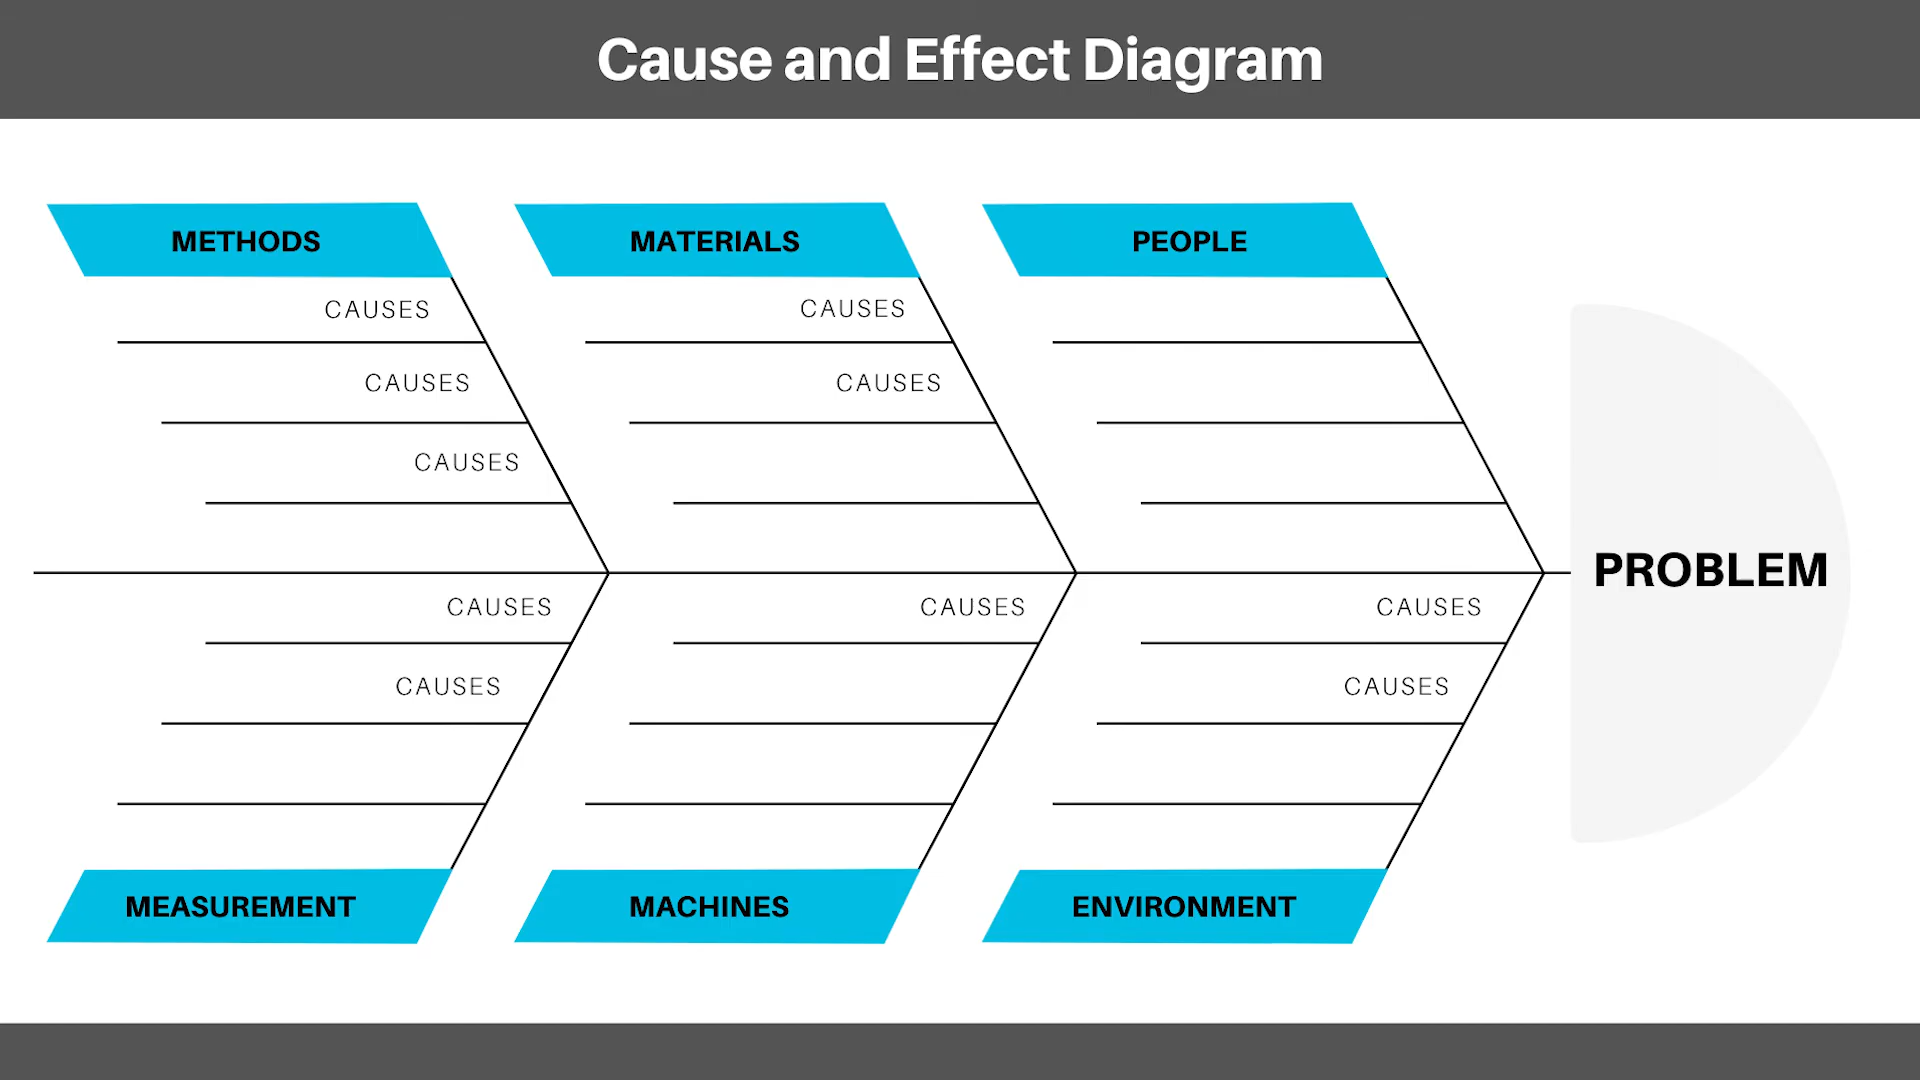 Cause and Effect Diagram
METHODS
MATERIALS
PEOPLE
CAUSES
CAUSES
CAUSES
CAUSES
CAUSES
PROBLEM
CAUSES
CAUSES
CAUSES
CAUSES
CAUSES
MEASUREMENT
MACHINES
ENVIRONMENT